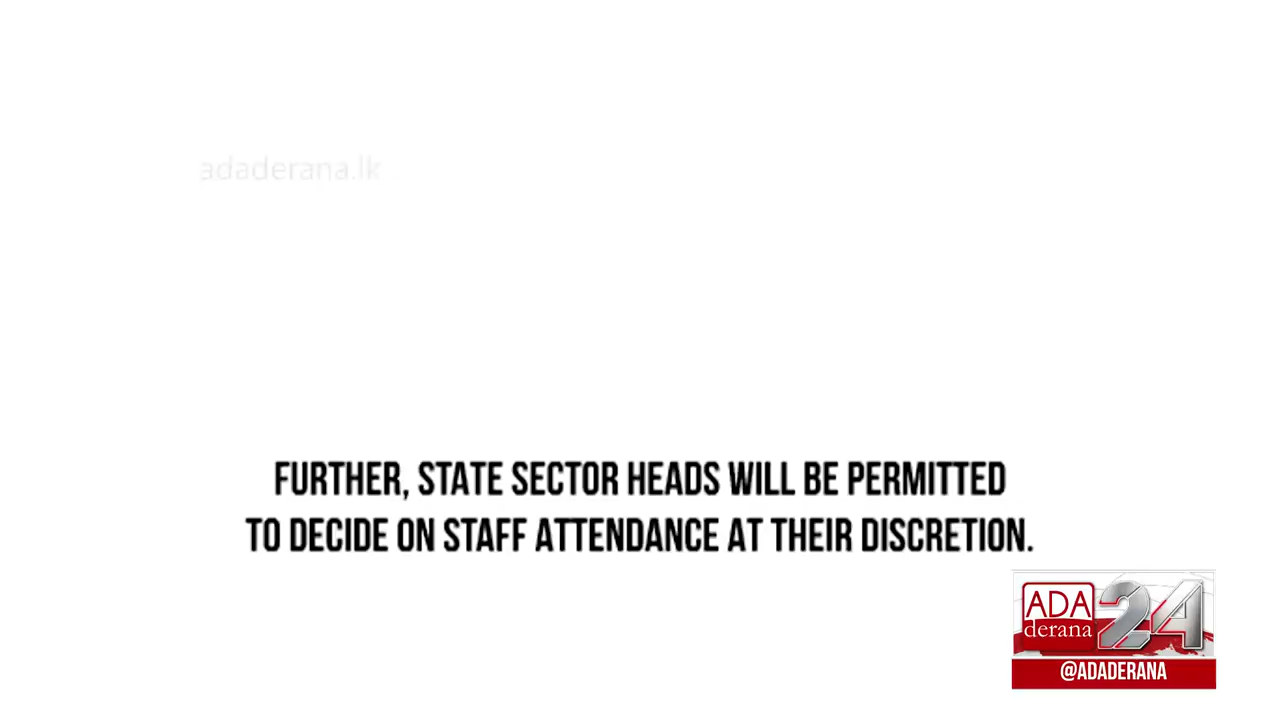 adaderana.lk
FURTHER, STATE SECTOR HEADS WILL BE PERMITTED
TO DECIDE ON STAFF ATTENDANCE AT THEIR DISCRETION.
ADA
derana
24
@ADADERANA